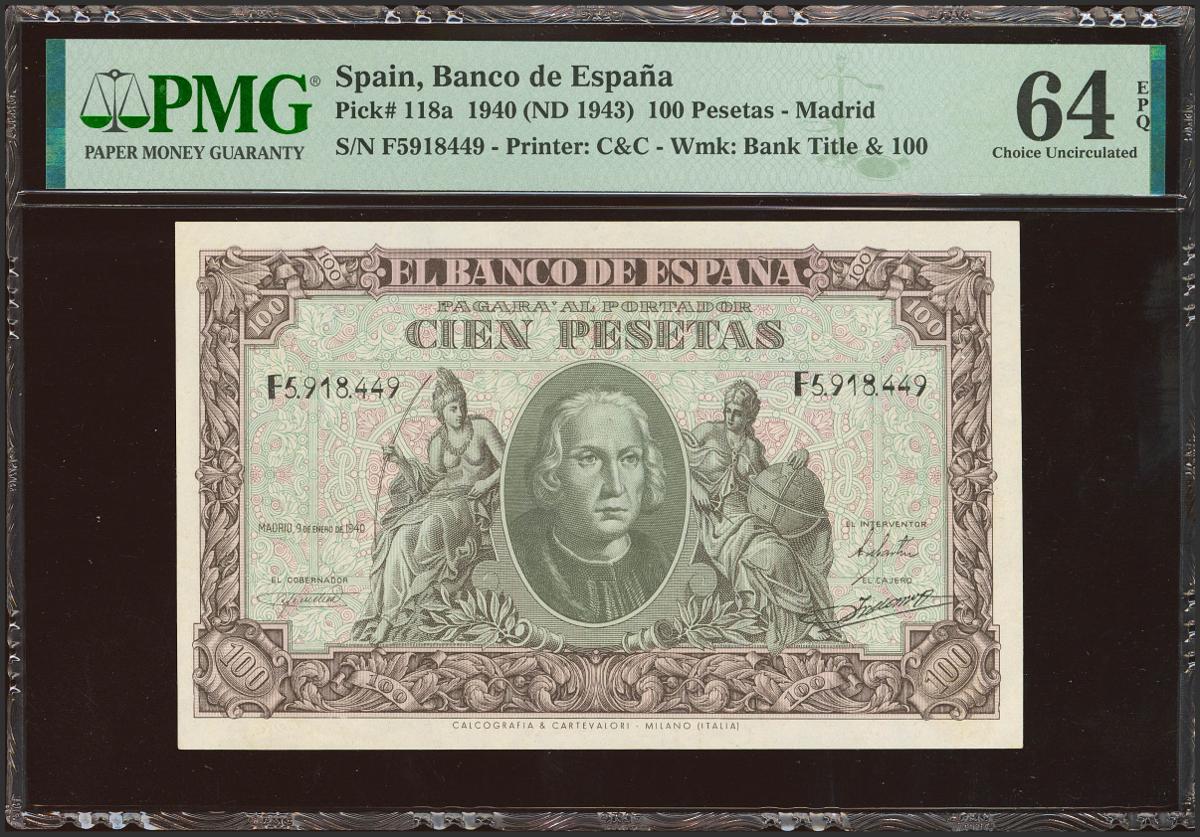 PMG®
PAPER MONEY GUARANTY
Spain, Banco de España
Pick# 118a 1940 (ND 1943) 100 Pesetas - Madrid
S/N F5918449 - Printer: C&C - Wmk: Bank Title & 100
64
EPQ
Choice Uncirculated
100
100
EL BANCO DE ESPAÑA
100
100
PAGARA' AL PORTADOR
CIEN PESETAS
F5.918.449
F5.918.449
MADRID, 9 DE ENERO DE 1940
EL GOBERNADOR
EL INTERVENTOR
EL CAJERO
100
100
100
100
CALCOGRAFIA & CARTEVALORI - MILANO (ITALIA)